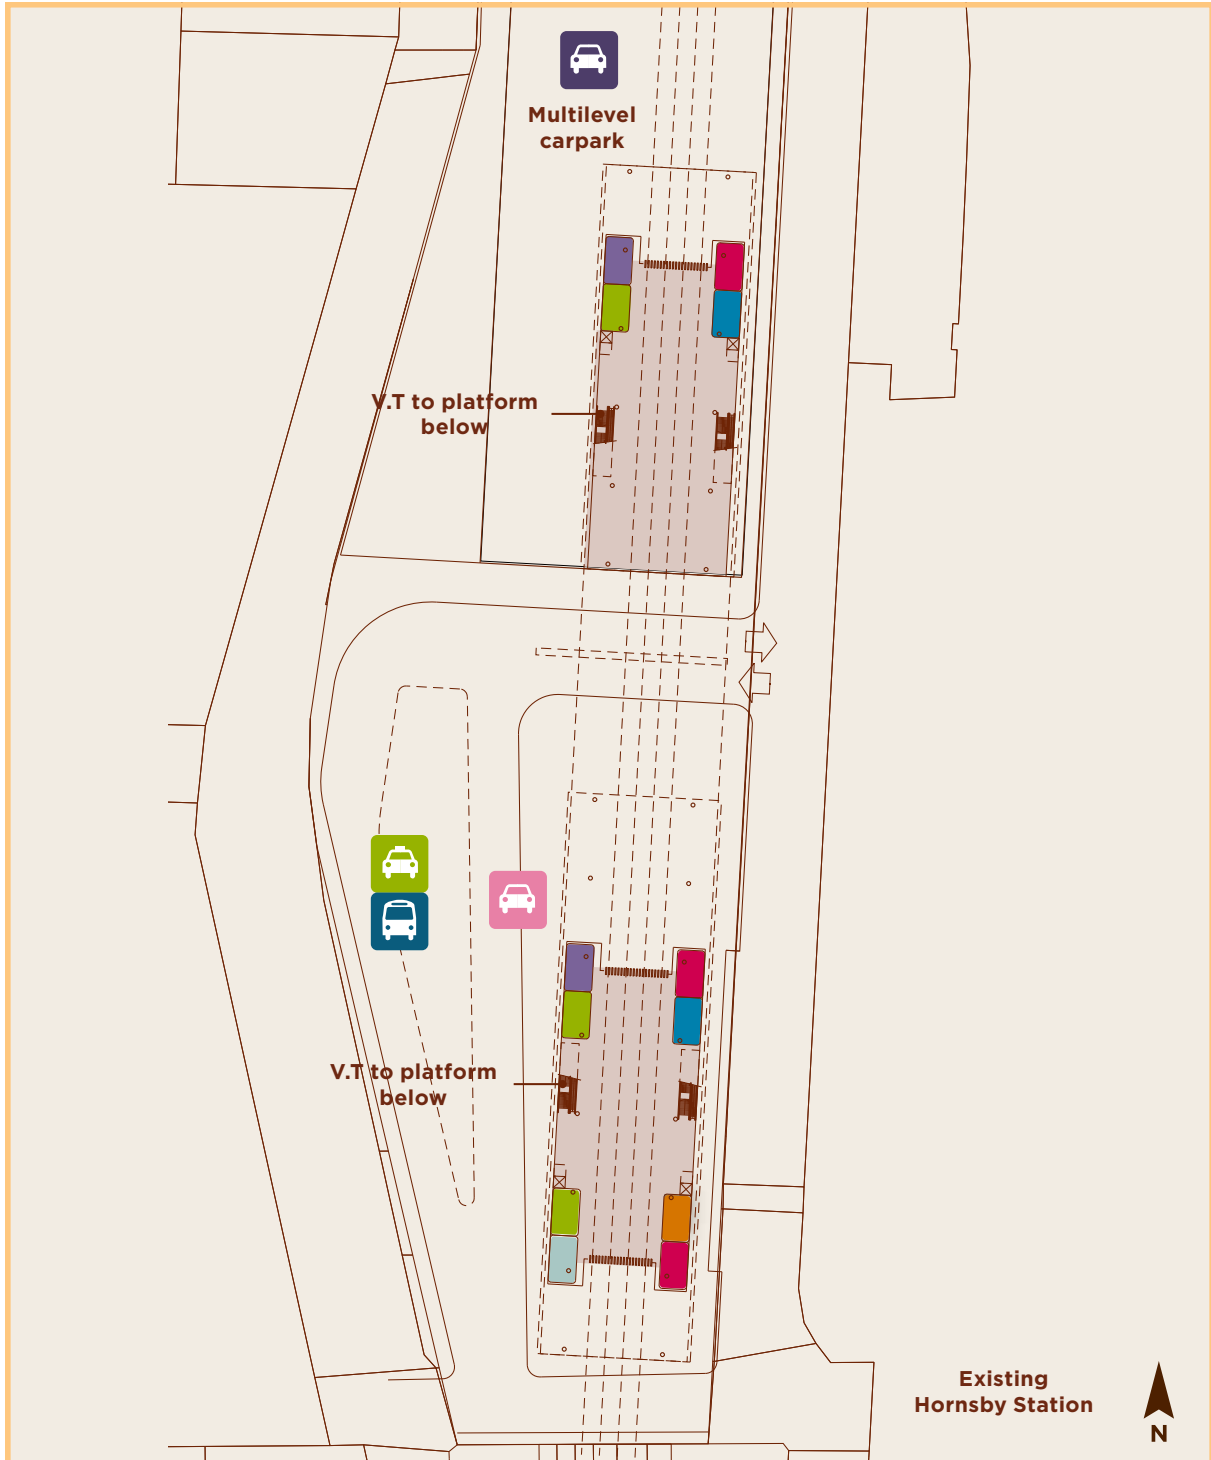 Multilevel
carpark
V.T to platform
below
V.T to platform
below
Existing
Hornsby Station
N